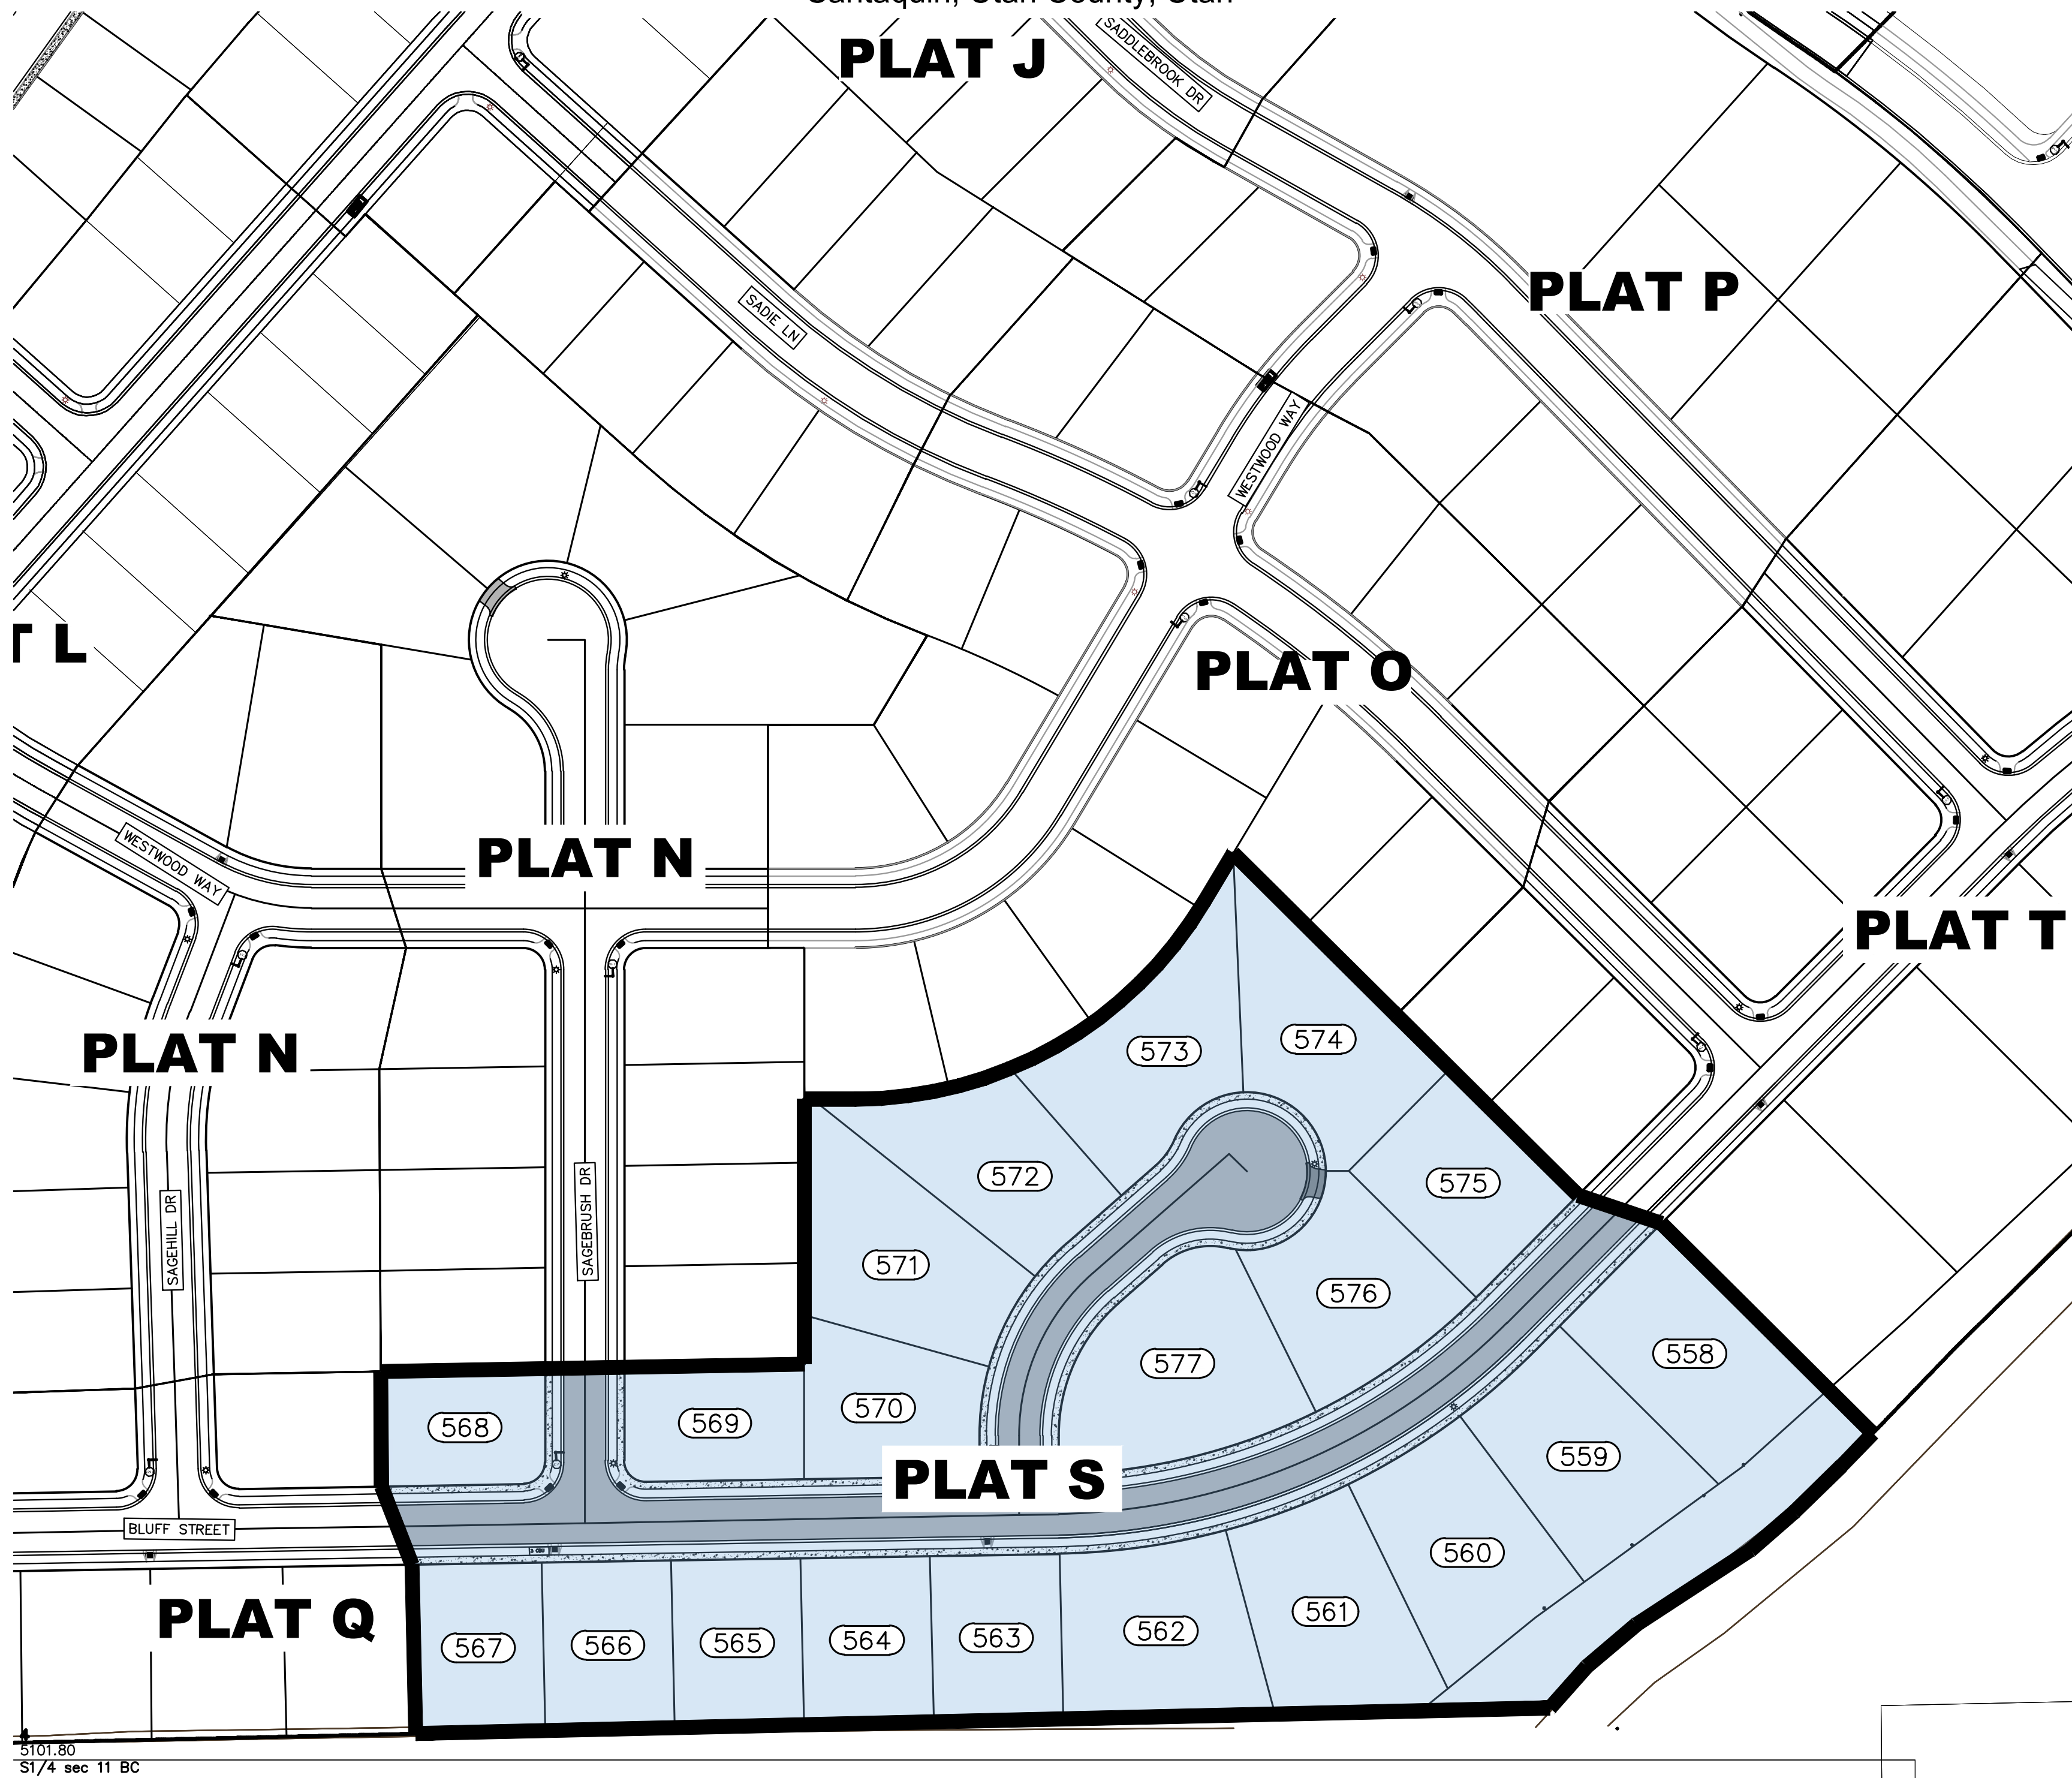 Santaquin, Utah County, Utah
PLAT J
SADDLEBROOK DR
PLAT P
SADIE LN
WESTWOOD WAY
T L
PLAT O
WESTWOOD WAY
PLAT N
PLAT T
PLAT N
573
574
572
575
SAGEHILL DR
SAGEBRUSH DR
571
576
577
558
568
569
570
559
PLAT S
BLUFF STREET
560
PLAT Q
567
566
565
564
563
562
561
5101.80
S1/4 sec 11 BC